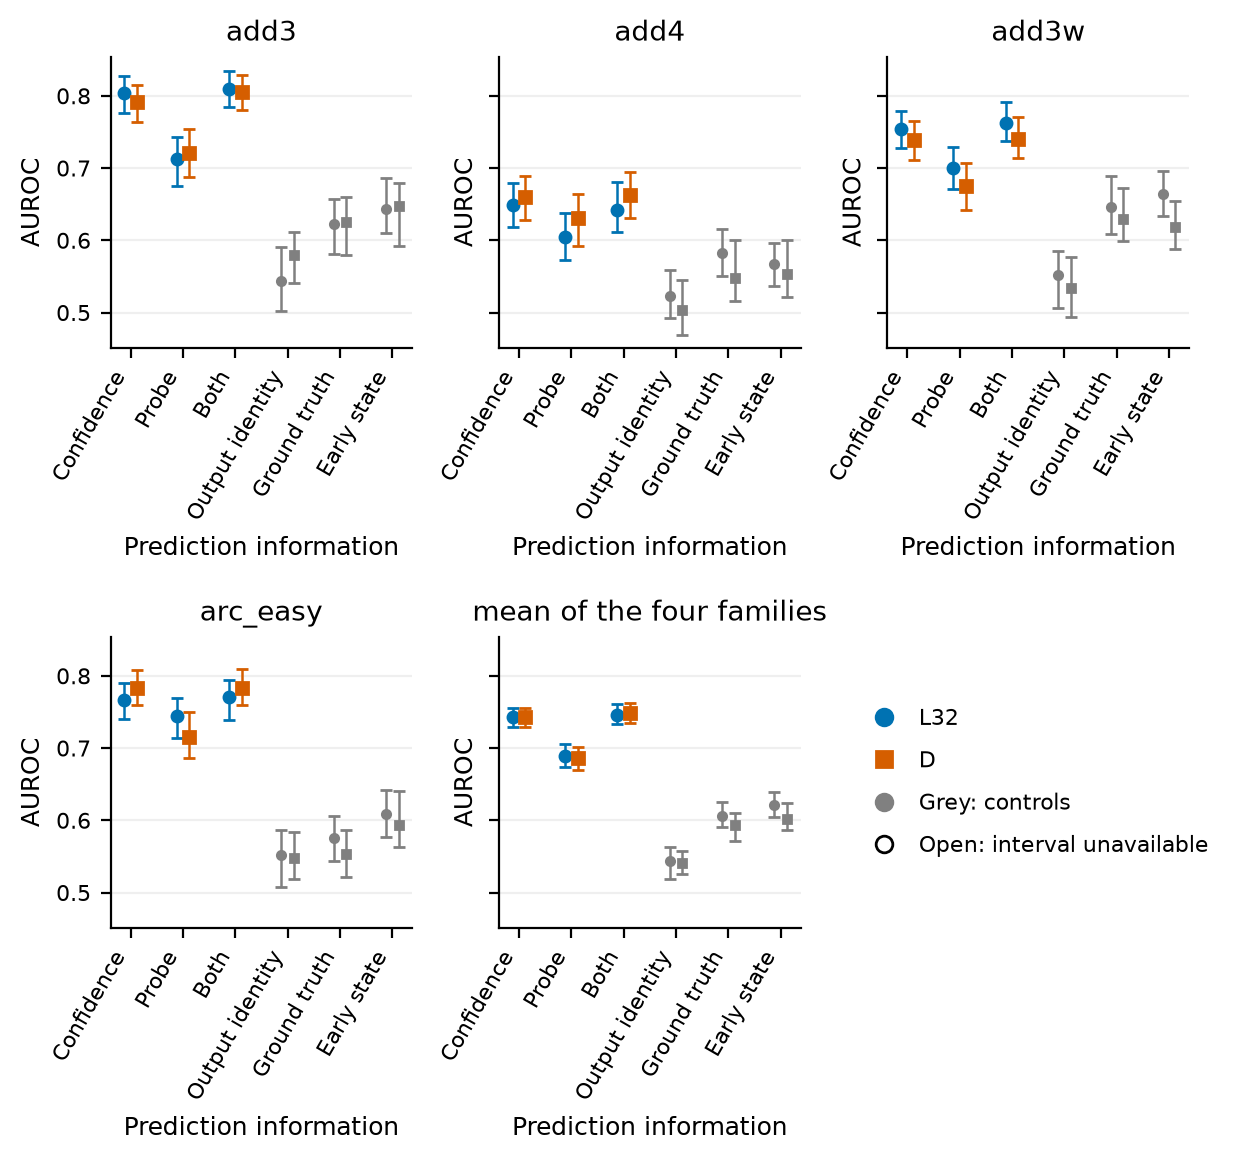 add3
add4
add3w
AUROC
0.8
0.7
0.6
0.5
Confidence
Probe
Both
Output identity
Ground truth
Early state
Prediction information
AUROC
Confidence
Probe
Both
Output identity
Ground truth
Early state
Prediction information
AUROC
Confidence
Probe
Both
Output identity
Ground truth
Early state
Prediction information
arc_easy
mean of the four families
AUROC
0.8
0.7
0.6
0.5
Confidence
Probe
Both
Output identity
Ground truth
Early state
Prediction information
AUROC
Confidence
Probe
Both
Output identity
Ground truth
Early state
Prediction information
L32
D
Grey: controls
Open: interval unavailable